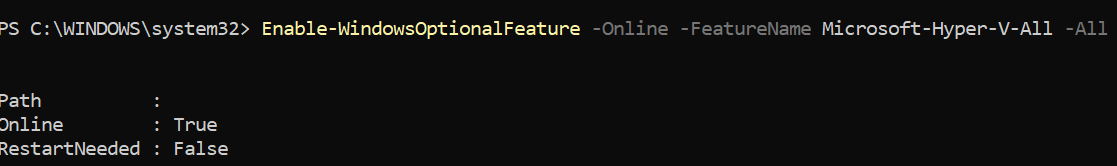 PS C:\WINDOWS\system32> Enable-WindowsOptionalFeature -Online -FeatureName Microsoft-Hyper-V-All -All
Path          :
Online        : True
RestartNeeded : False